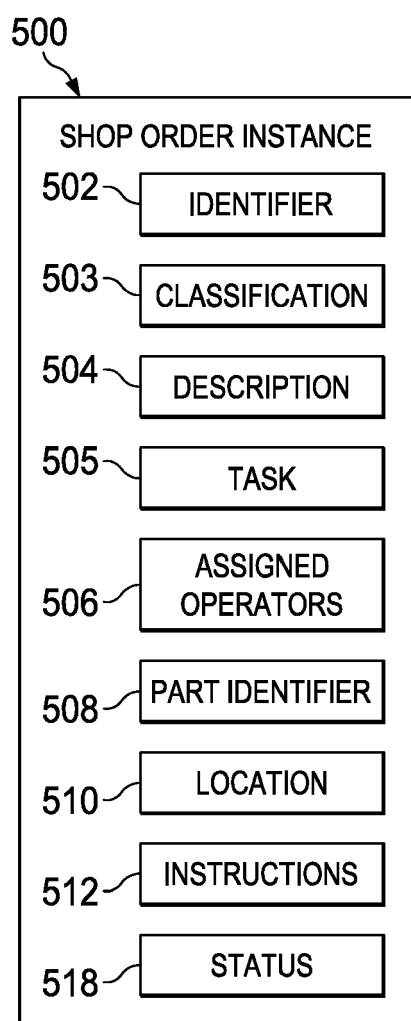 500
SHOP ORDER INSTANCE
502
IDENTIFIER
503
CLASSIFICATION
504
DESCRIPTION
505
TASK
506
ASSIGNED
OPERATORS
508
PART IDENTIFIER
510
LOCATION
512
INSTRUCTIONS
518
STATUS